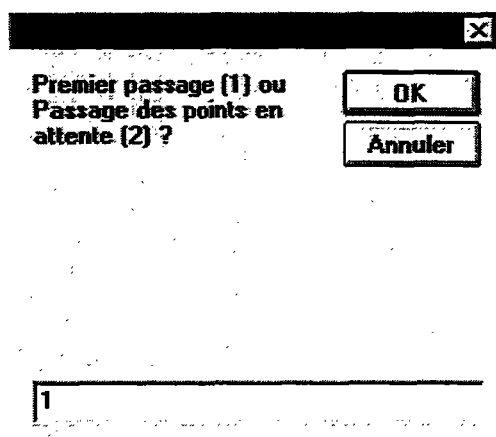 Premier passage (1) ou
Passage des points en
attente (2) ?
OK
Annuler
1